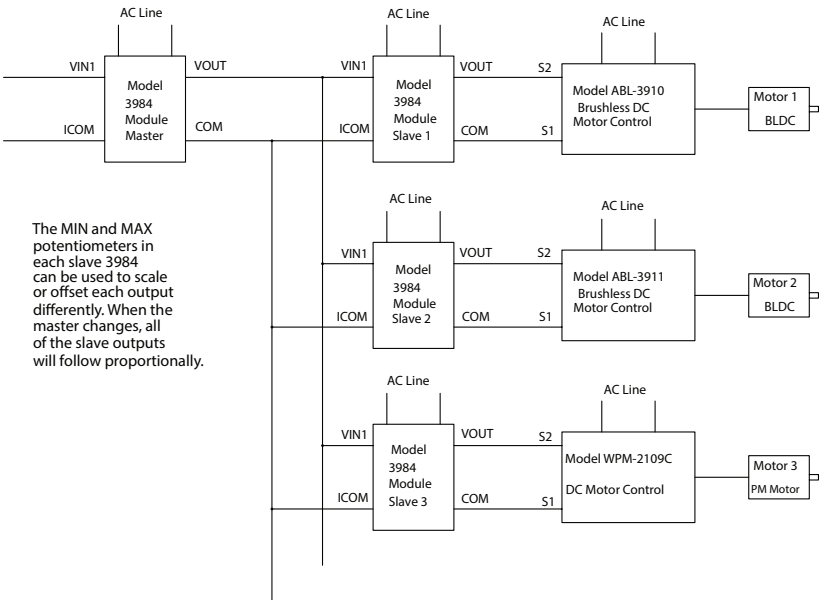 AC Line
VIN1
ICOM
Model
3984
Module
Master
VOUT
COM
AC Line
VIN1
ICOM
Model
3984
Module
Slave 1
VOUT
COM
AC Line
S2
S1
Model ABL-3910
Brushless DC
Motor Control
Motor 1
BLDC
The MIN and MAX
potentiometers in
each slave 3984
can be used to scale
or offset each output
differently. When the
master changes, all
of the slave outputs
will follow proportionally.
AC Line
VIN1
ICOM
Model
3984
Module
Slave 2
VOUT
COM
AC Line
S2
S1
Model ABL-3911
Brushless DC
Motor Control
Motor 2
BLDC
AC Line
VIN1
ICOM
Model
3984
Module
Slave 3
VOUT
COM
AC Line
S2
S1
Model WPM-2109C
DC Motor Control
Motor 3
PM Motor